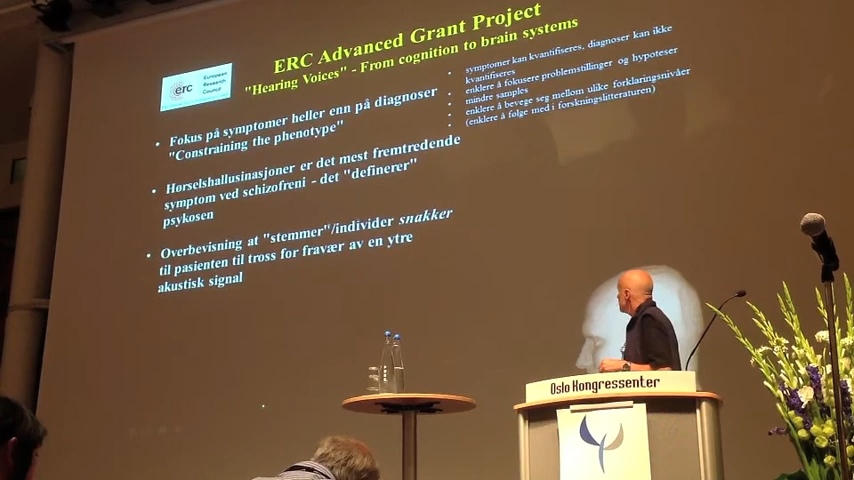 ERC Advanced Grant Project
"Hearing Voices" - From cognition to brain systems
erc
European
Research
Council
• Fokus på symptomer heller enn på diagnoser
"Constraining the phenotype"
• Hørselshallusinasjoner er det mest fremtredende
symptom ved schizofreni - det "definerer"
psykosen
• Overbevisning at "stemmer"/individer snakker
til pasienten til tross for fravær av en ytre
akustisk signal
• symptomer kan kvantifiseres, diagnoser kan ikke
kvantifiseres
• enklere å fokusere problemstillinger og hypoteser
• mindre samples
• enklere å bevege seg mellom ulike forklaringsnivåer
• (enklere å følge med i forskningslitteraturen)
Oslo Kongressenter